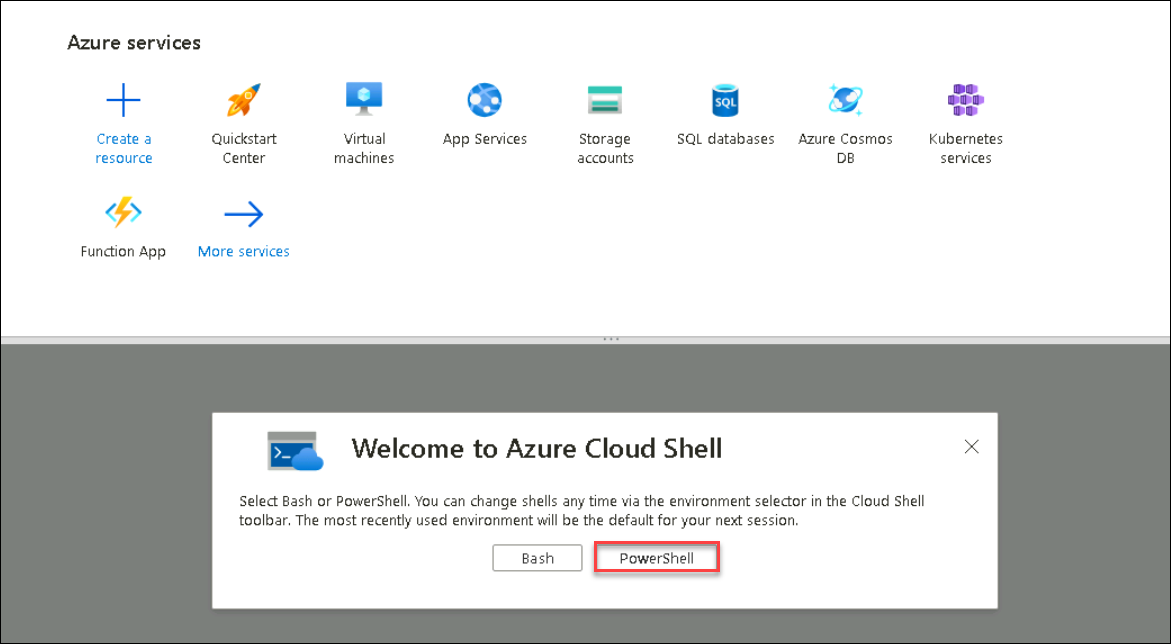 Azure services
Create a
resource
Quickstart
Center
Virtual
machines
App Services
Storage
accounts
SQL
SQL databases
Azure Cosmos
DB
Kubernetes
services
Function App
More services
Welcome to Azure Cloud Shell
Select Bash or PowerShell. You can change shells any time via the environment selector in the Cloud Shell
toolbar. The most recently used environment will be the default for your next session.
Bash
PowerShell